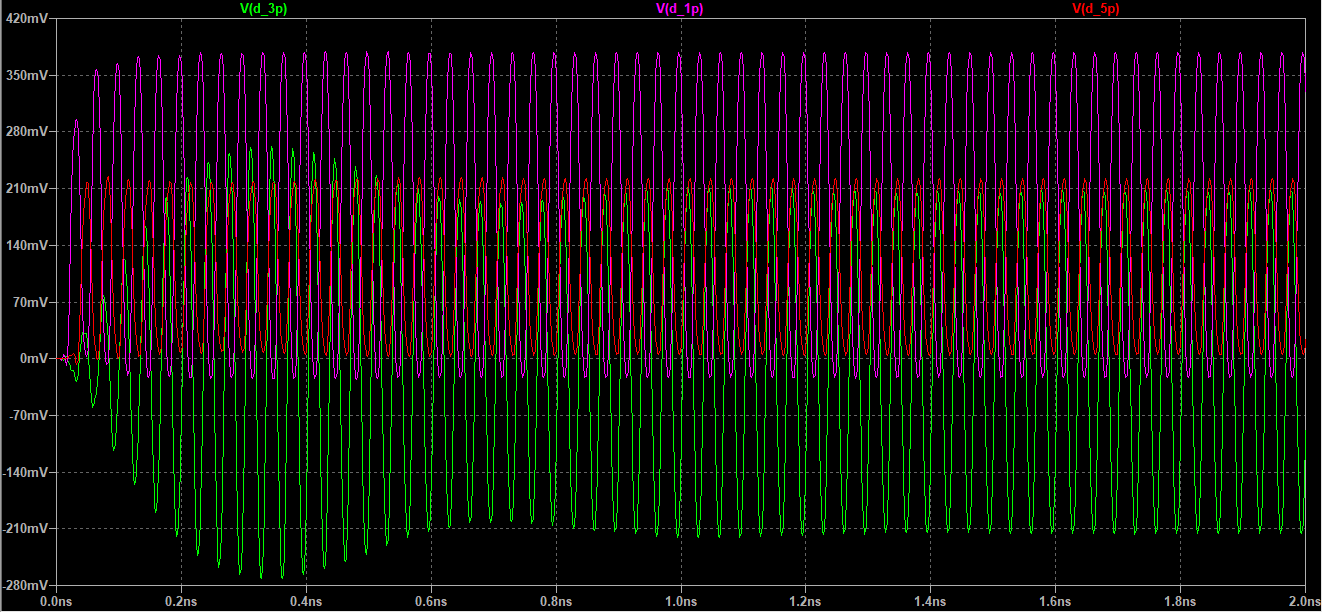 V(d_3p) V(d_1p) V(d_5p)
420mV
350mV
280mV
210mV
140mV
70mV
0mV
-70mV
-140mV
-210mV
-280mV
0.0ns 0.2ns 0.4ns 0.6ns 0.8ns 1.0ns 1.2ns 1.4ns 1.6ns 1.8ns 2.0ns